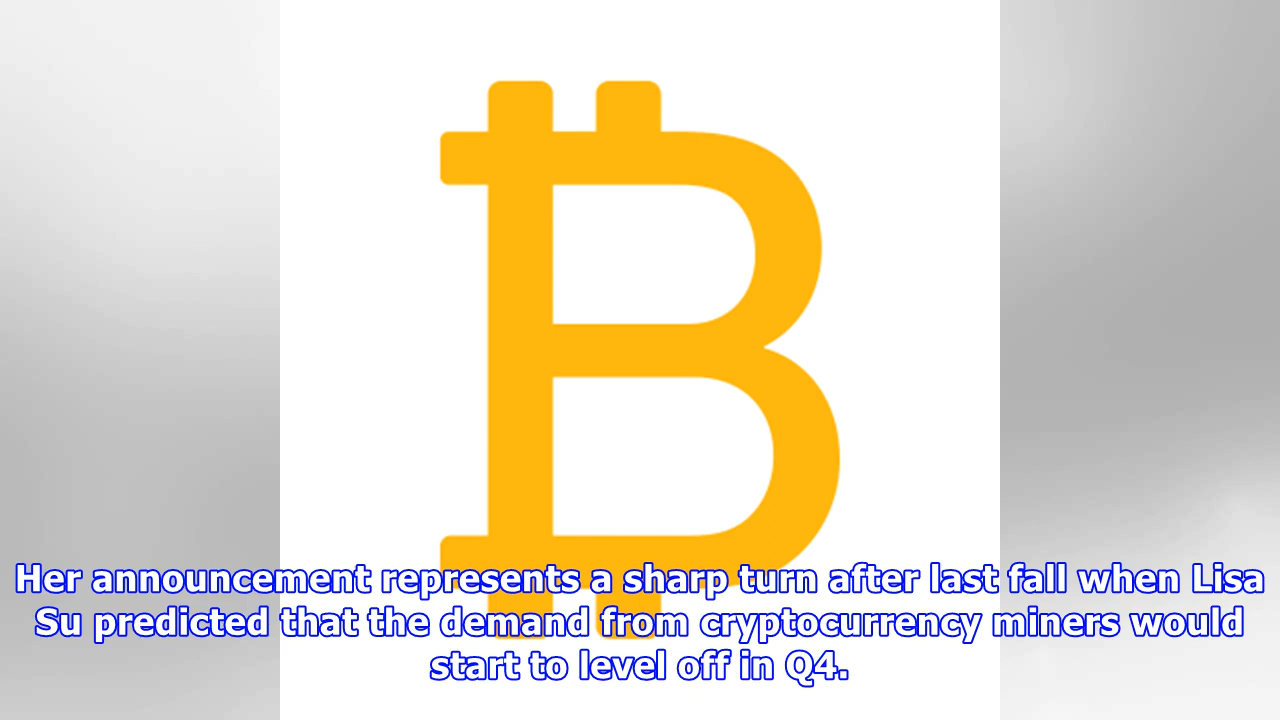 Her announcement represents a sharp turn after last fall when Lisa
Su predicted that the demand from cryptocurrency miners would
start to level off in Q4.